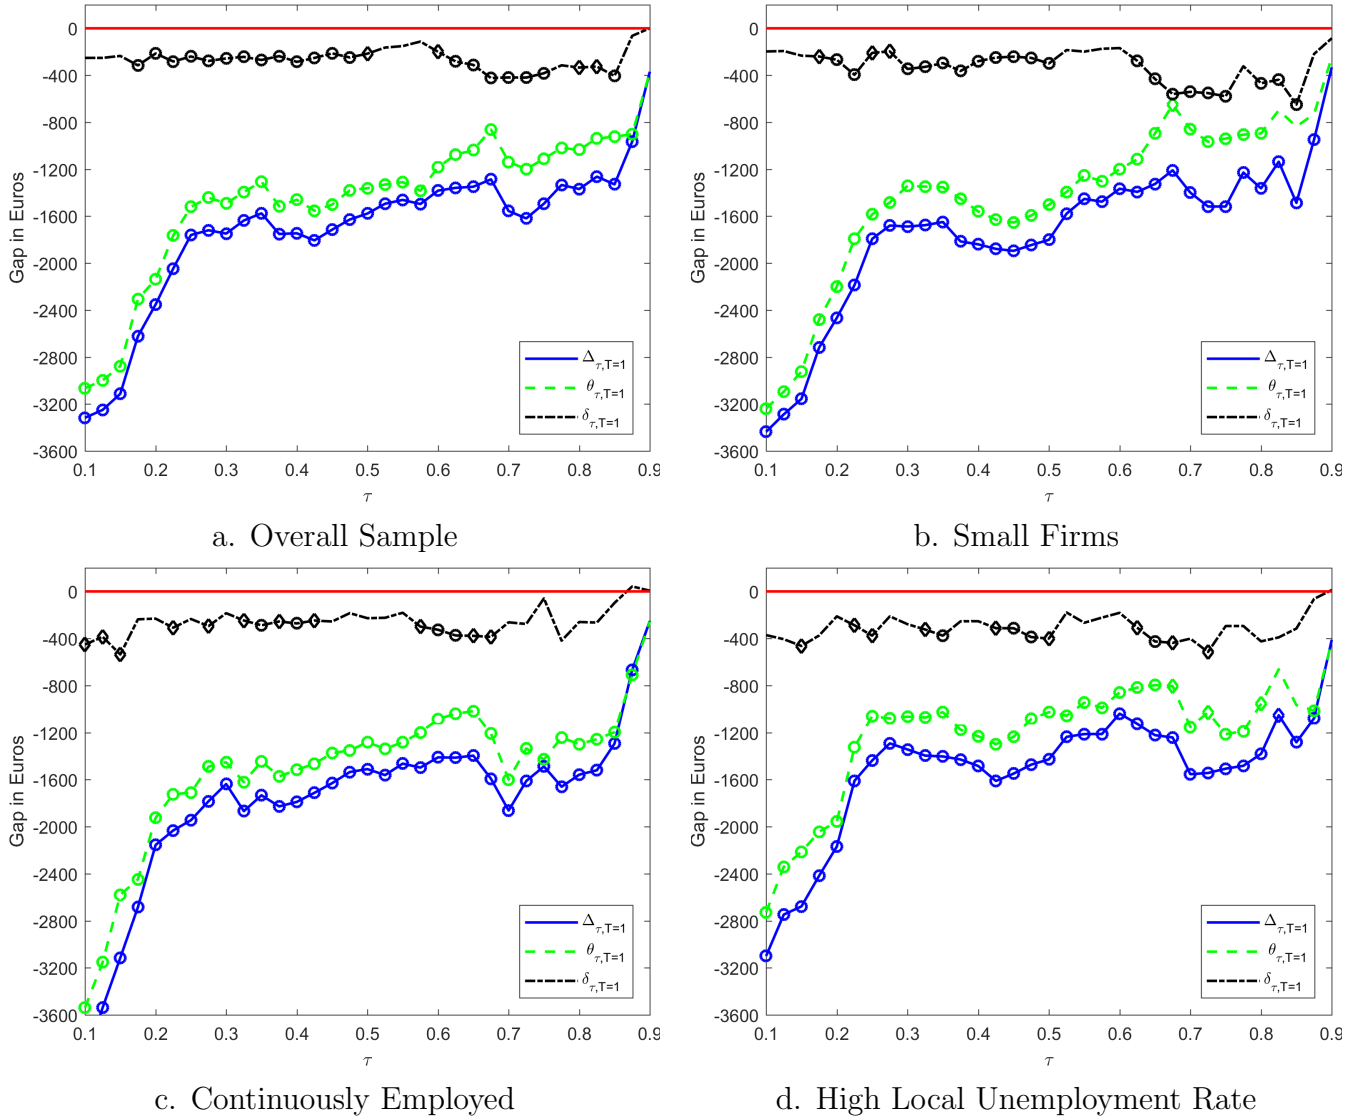 0
-400
-800
-1200
-1600
-2000
-2400
-2800
-3200
-3600
Gap in Euros
0.1 0.2 0.3 0.4 0.5 0.6 0.7 0.8 0.9
τ
Δτ,T=1
θτ,T=1
δτ,T=1
a. Overall Sample
0
-400
-800
-1200
-1600
-2000
-2400
-2800
-3200
-3600
Gap in Euros
0.1 0.2 0.3 0.4 0.5 0.6 0.7 0.8 0.9
τ
Δτ,T=1
θτ,T=1
δτ,T=1
b. Small Firms
0
-400
-800
-1200
-1600
-2000
-2400
-2800
-3200
-3600
Gap in Euros
0.1 0.2 0.3 0.4 0.5 0.6 0.7 0.8 0.9
τ
Δτ,T=1
θτ,T=1
δτ,T=1
c. Continuously Employed
0
-400
-800
-1200
-1600
-2000
-2400
-2800
-3200
-3600
Gap in Euros
0.1 0.2 0.3 0.4 0.5 0.6 0.7 0.8 0.9
τ
Δτ,T=1
θτ,T=1
δτ,T=1
d. High Local Unemployment Rate